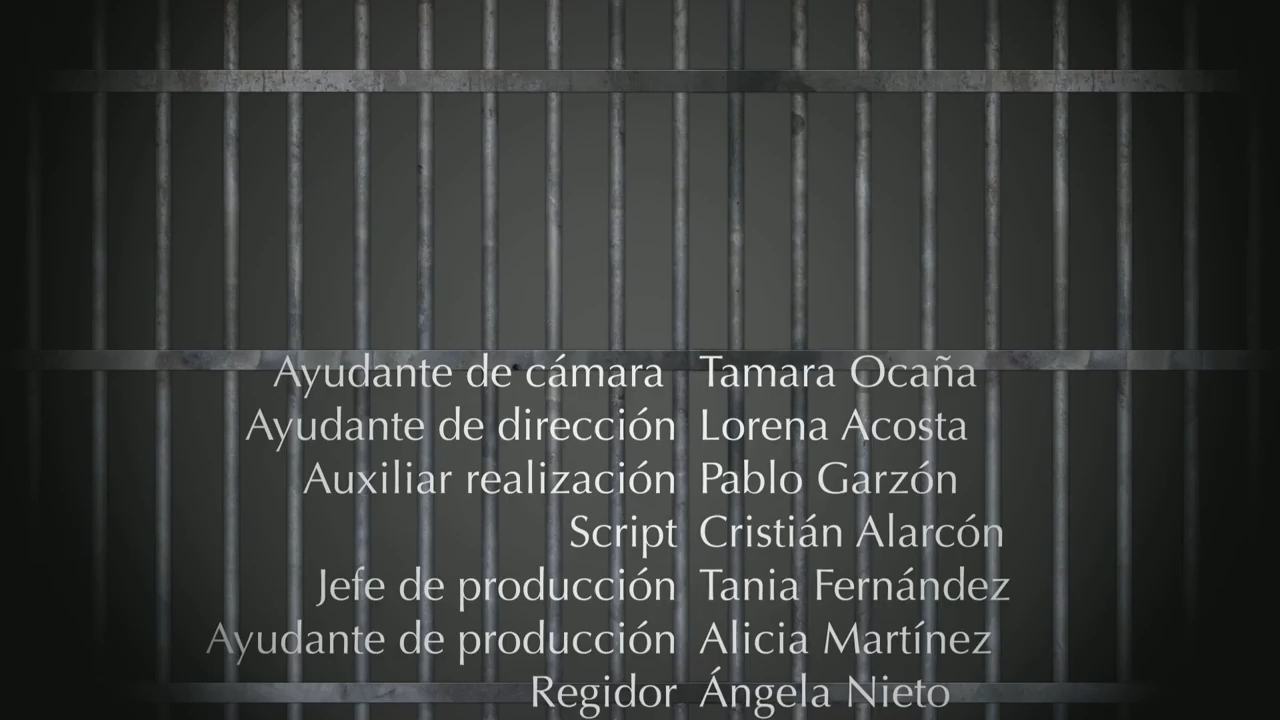 Ayudante de cámara Tamara Ocaña
Ayudante de dirección Lorena Acosta
Auxiliar realización Pablo Garzón
Script Cristián Alarcón
Jefe de producción Tania Fernández
Ayudante de producción Alicia Martínez
Regidor Ángela Nieto